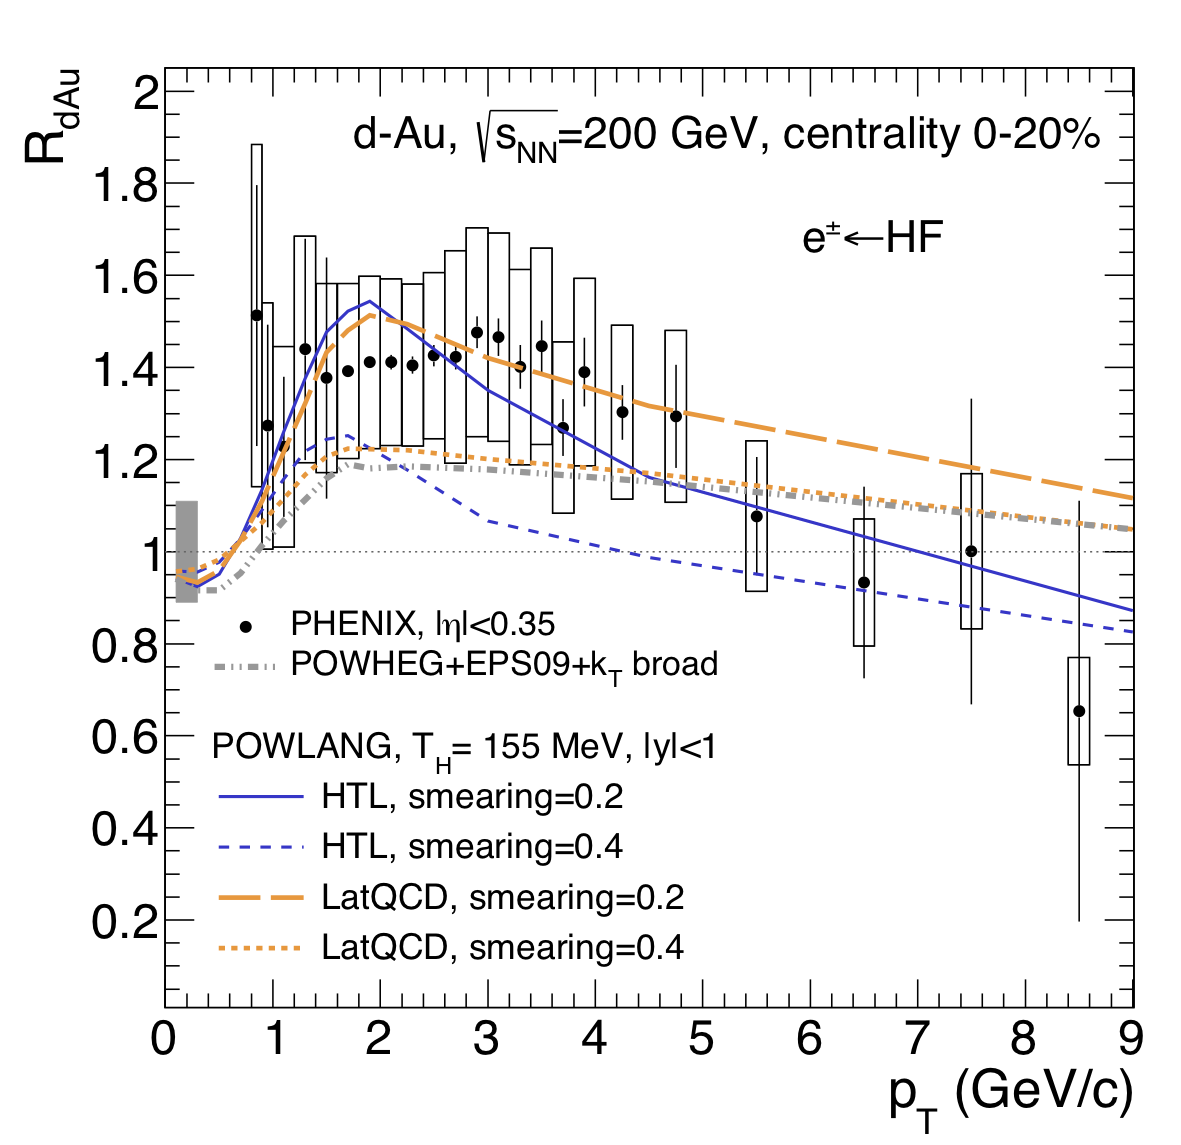 R_dAu
d-Au, √s_NN=200 GeV, centrality 0-20%
e±←HF
2
1.8
1.6
1.4
1.2
1
0.8
0.6
0.4
0.2
PHENIX, |η|<0.35
POWHEG+EPS09+k_T broad
POWLANG, T_H= 155 MeV, |y|<1
HTL, smearing=0.2
HTL, smearing=0.4
LatQCD, smearing=0.2
LatQCD, smearing=0.4
0 1 2 3 4 5 6 7 8 9
p_T (GeV/c)